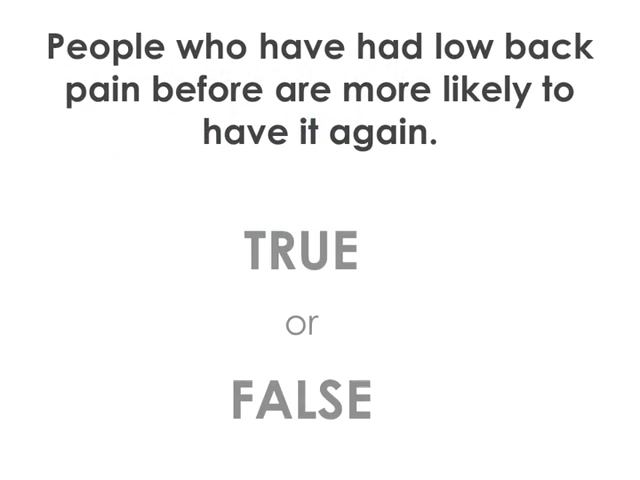 People who have had low back
pain before are more likely to
have it again.
TRUE
or
FALSE